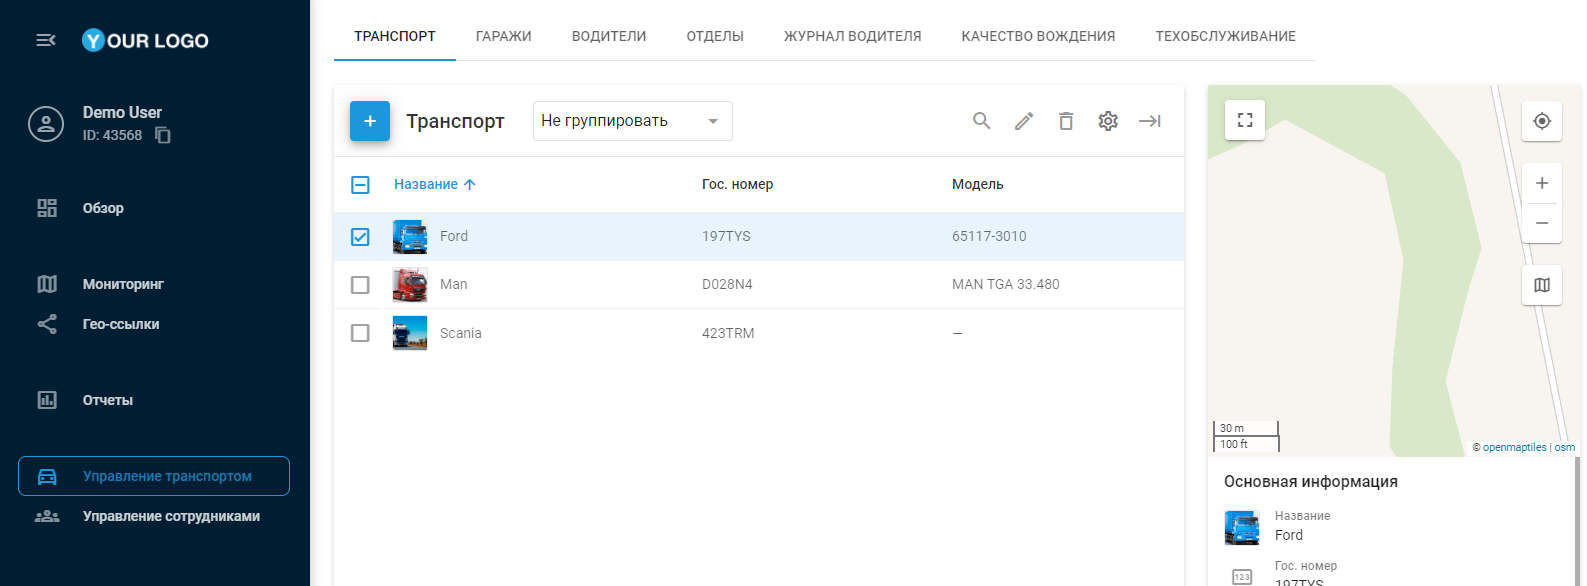 YOUR LOGO
Demo User
ID: 43568
Обзор
Мониторинг
Гео-ссылки
Отчеты
Управление транспортом
Управление сотрудниками
ТРАНСПОРТ ГАРАЖИ ВОДИТЕЛИ ОТДЕЛЫ ЖУРНАЛ ВОДИТЕЛЯ КАЧЕСТВО ВОЖДЕНИЯ ТЕХОБСЛУЖИВАНИЕ
+ Транспорт Не группировать
Название Гос. номер Модель
Ford 197TYS 65117-3010
Man D028N4 MAN TGA 33.480
Scania 423TRM —
30 m
100 ft
© openmaptiles | osm
Основная информация
Название
Ford
123 Гос. номер
197TYS